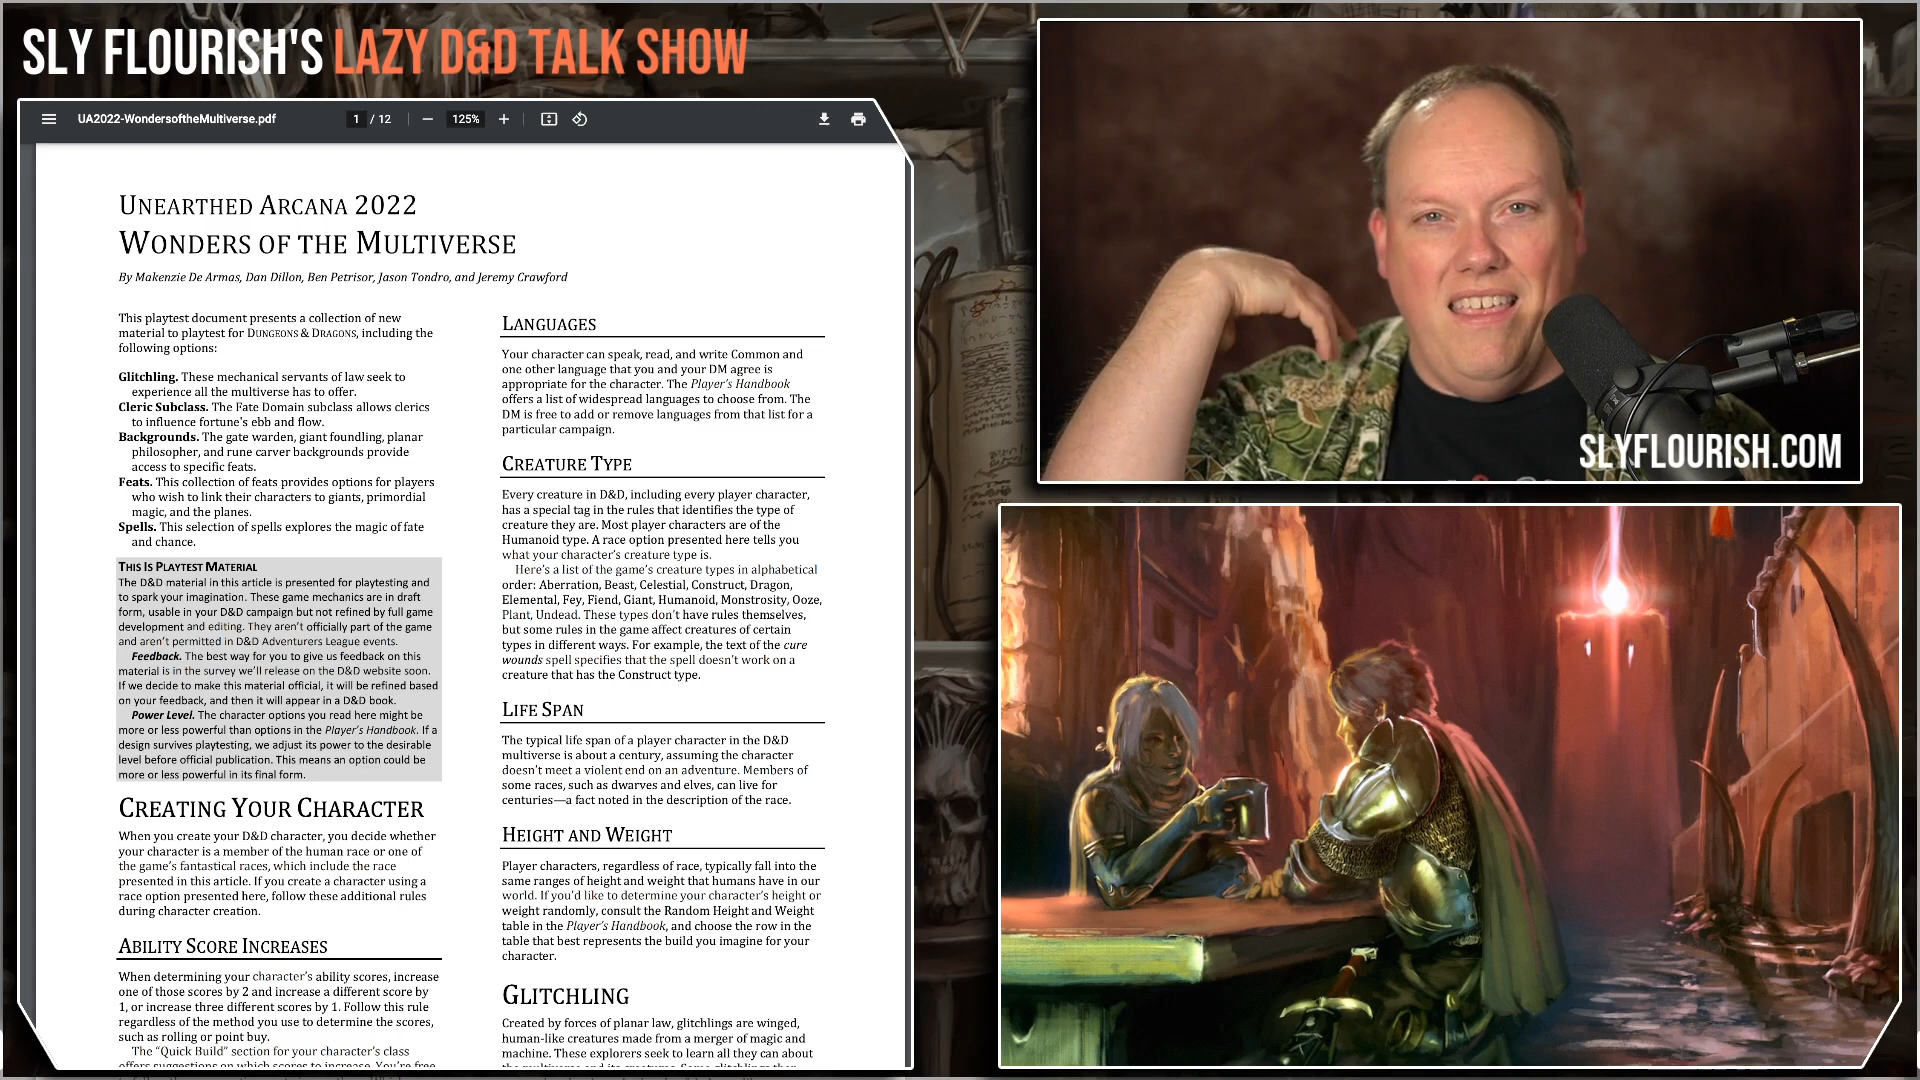 SLY FLOURISH'S LAZY D&D TALK SHOW
UA2022-WondersoftheMultiverse.pdf
1 / 12
125%
UNEARTHED ARCANA 2022
WONDERS OF THE MULTIVERSE
By Makenzie De Armas, Dan Dillon, Ben Petrisor, Jason Tondro, and Jeremy Crawford
This playtest document presents a collection of new
material to playtest for DUNGEONS & DRAGONS, including the
following options:
Glitchling. These mechanical servants of law seek to
experience all the multiverse has to offer.
Cleric Subclass. The Fate Domain subclass allows clerics
to influence fortune's ebb and flow.
Backgrounds. The gate warden, giant foundling, planar
philosopher, and rune carver backgrounds provide
access to specific feats.
Feats. This collection of feats provides options for players
who wish to link their characters to giants, primordial
magic, and the planes.
Spells. This selection of spells explores the magic of fate
and chance.
THIS IS PLAYTEST MATERIAL
The D&D material in this article is presented for playtesting and
to spark your imagination. These game mechanics are in draft
form, usable in your D&D campaign but not refined by full game
development and editing. They aren't officially part of the game
and aren't permitted in D&D Adventurers League events.
Feedback. The best way for you to give us feedback on this
material is in the survey we'll release on the D&D website soon.
If we decide to make this material official, it will be refined based
on your feedback, and then it will appear in a D&D book.
Power Level. The character options you read here might be
more or less powerful than options in the Player's Handbook. If a
design survives playtesting, we adjust its power to the desirable
level before official publication. This means an option could be
more or less powerful in its final form.
CREATING YOUR CHARACTER
When you create your D&D character, you decide whether
your character is a member of the human race or one of
the game's fantastical races, which include the race
presented in this article. If you create a character using a
race option presented here, follow these additional rules
during character creation.
ABILITY SCORE INCREASES
When determining your character's ability scores, increase
one of those scores by 2 and increase a different score by
1, or increase three different scores by 1. Follow this rule
regardless of the method you use to determine the scores,
such as rolling or point buy.
The "Quick Build" section for your character's class
offers suggestions on which scores to increase. You're free
LANGUAGES
Your character can speak, read, and write Common and
one other language that you and your DM agree is
appropriate for the character. The Player's Handbook
offers a list of widespread languages to choose from. The
DM is free to add or remove languages from that list for a
particular campaign.
CREATURE TYPE
Every creature in D&D, including every player character,
has a special tag in the rules that identifies the type of
creature they are. Most player characters are of the
Humanoid type. A race option presented here tells you
what your character's creature type is.
Here's a list of the game's creature types in alphabetical
order: Aberration, Beast, Celestial, Construct, Dragon,
Elemental, Fey, Fiend, Giant, Humanoid, Monstrosity, Ooze,
Plant, Undead. These types don't have rules themselves,
but some rules in the game affect creatures of certain
types in different ways. For example, the text of the cure
wounds spell specifies that the spell doesn't work on a
creature that has the Construct type.
LIFE SPAN
The typical life span of a player character in the D&D
multiverse is about a century, assuming the character
doesn't meet a violent end on an adventure. Members of
some races, such as dwarves and elves, can live for
centuries—a fact noted in the description of the race.
HEIGHT AND WEIGHT
Player characters, regardless of race, typically fall into the
same ranges of height and weight that humans have in our
world. If you'd like to determine your character's height or
weight randomly, consult the Random Height and Weight
table in the Player's Handbook, and choose the row in the
table that best represents the build you imagine for your
character.
GLITCHLING
Created by forces of planar law, glitchlings are winged,
human-like creatures made from a merger of magic and
machine. These explorers seek to learn all they can about
SLYFLOURISH.COM